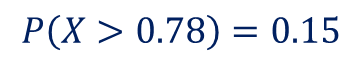 P(X > 0.78) = 0.15